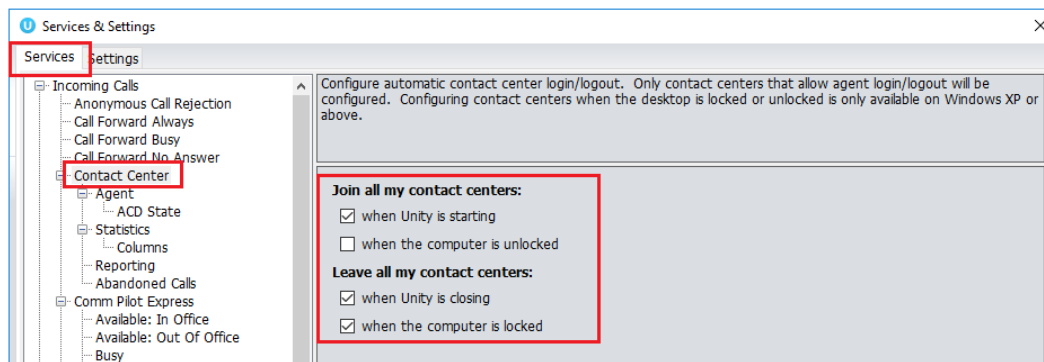 Services & Settings
Services Settings
Incoming Calls
Anonymous Call Rejection
Call Forward Always
Call Forward Busy
Call Forward No Answer
Contact Center
Agent
ACD State
Statistics
Columns
Reporting
Abandoned Calls
Comm Pilot Express
Available: In Office
Available: Out Of Office
Busy
Configure automatic contact center login/logout. Only contact centers that allow agent login/logout will be
configured. Configuring contact centers when the desktop is locked or unlocked is only available on Windows XP or
above.
Join all my contact centers:
when Unity is starting
when the computer is unlocked
Leave all my contact centers:
when Unity is closing
when the computer is locked